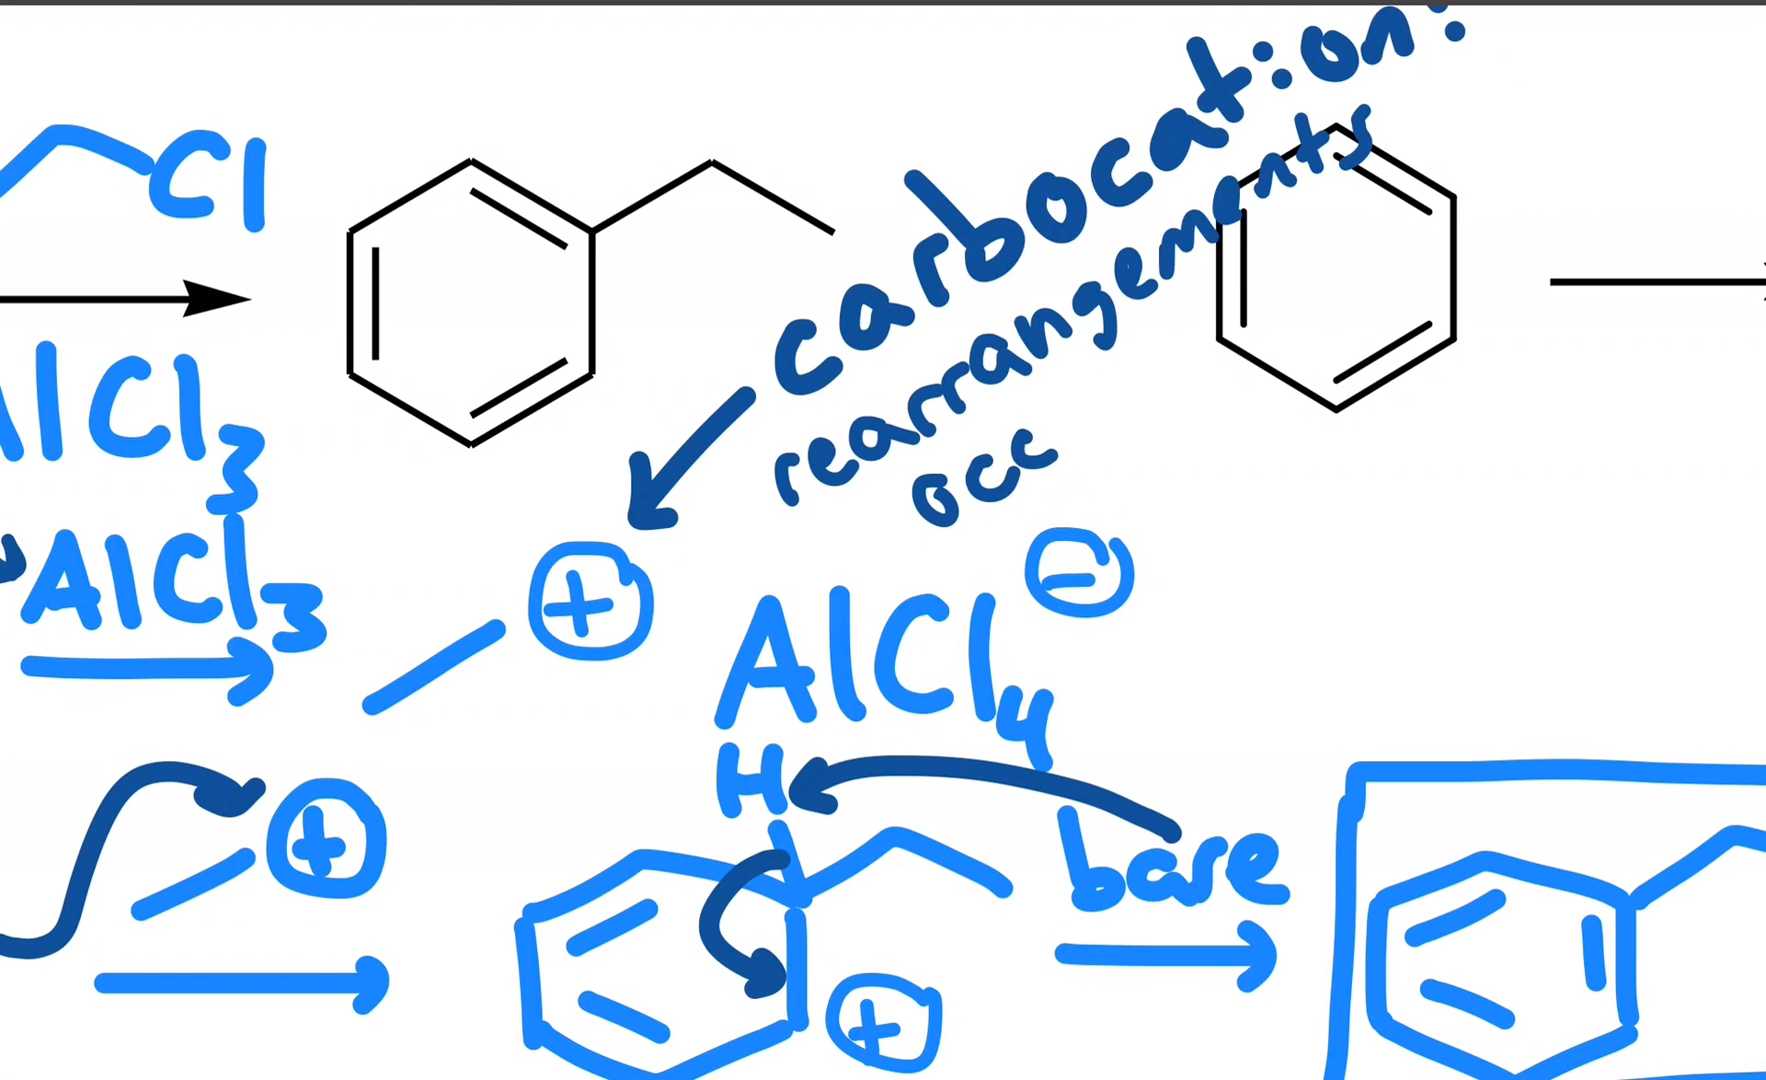 Cl
carbocation:
rearrangements
occ
AlCl3
AlCl3
+
AlCl4 −
+
H
base
+